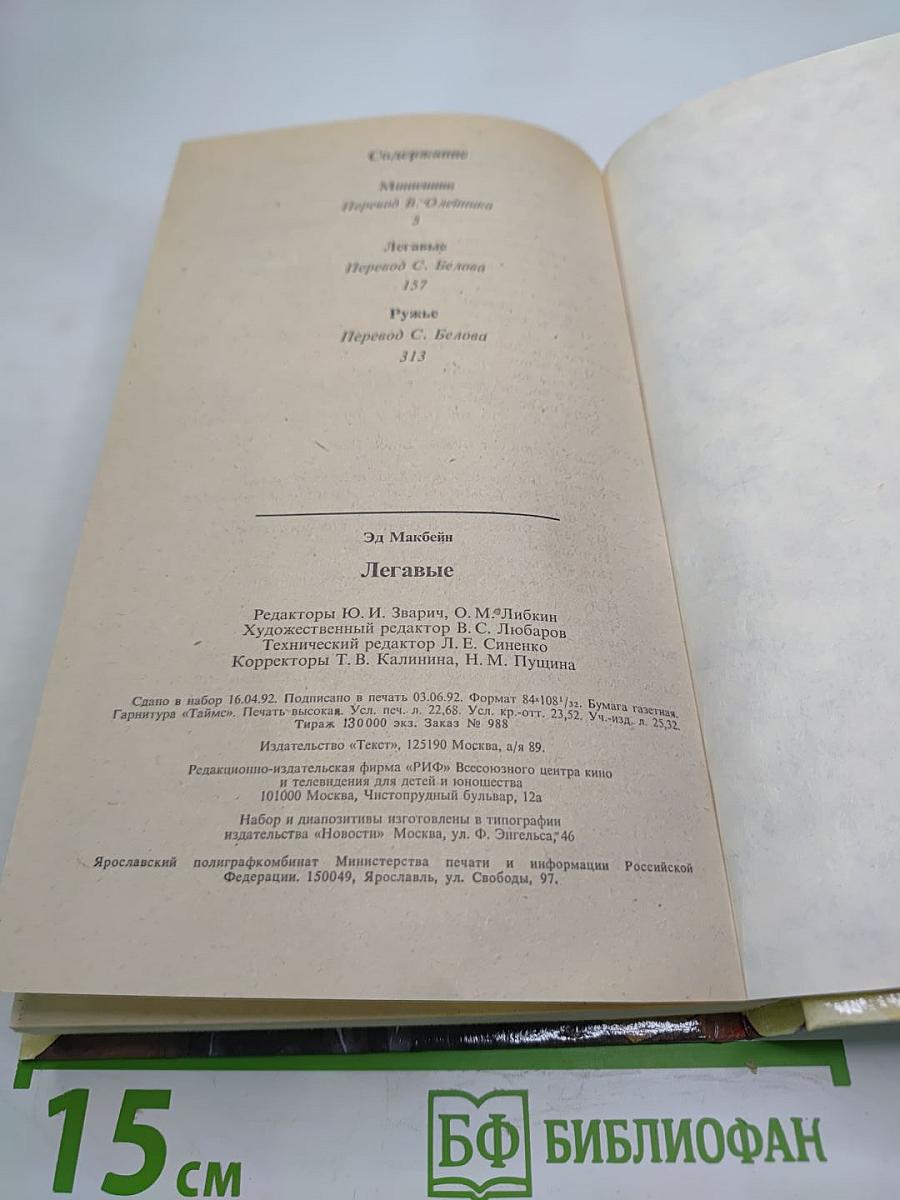 Содержание
Мошенник
Перевод В. Олейника
5
Легавые
Перевод С. Белова
157
Ружье
Перевод С. Белова
313
Эд Макбейн
Легавые
Редакторы Ю. И. Зварич, О. М. Либкин
Художественный редактор В. С. Любаров
Технический редактор Л. Е. Синенко
Корректоры Т. В. Калинина, Н. М. Пущина
Сдано в набор 16.04.92. Подписано в печать 03.06.92. Формат 84×108¹/₃₂. Бумага газетная.
Гарнитура «Таймс». Печать высокая. Усл. печ. л. 22,68. Усл. кр.-отт. 23,52. Уч.-изд. л. 25,32.
Тираж 130 000 экз. Заказ № 988
Издательство «Текст», 125190 Москва, а/я 89.
Редакционно-издательская фирма «РИФ» Всесоюзного центра кино
и телевидения для детей и юношества
101000 Москва, Чистопрудный бульвар, 12а
Набор и диапозитивы изготовлены в типографии
издательства «Новости» Москва, ул. Ф. Энгельса, 46
Ярославский полиграфкомбинат Министерства печати и информации Российской
Федерации. 150049, Ярославль, ул. Свободы, 97.
15 см
БФ БИБЛИОФАН